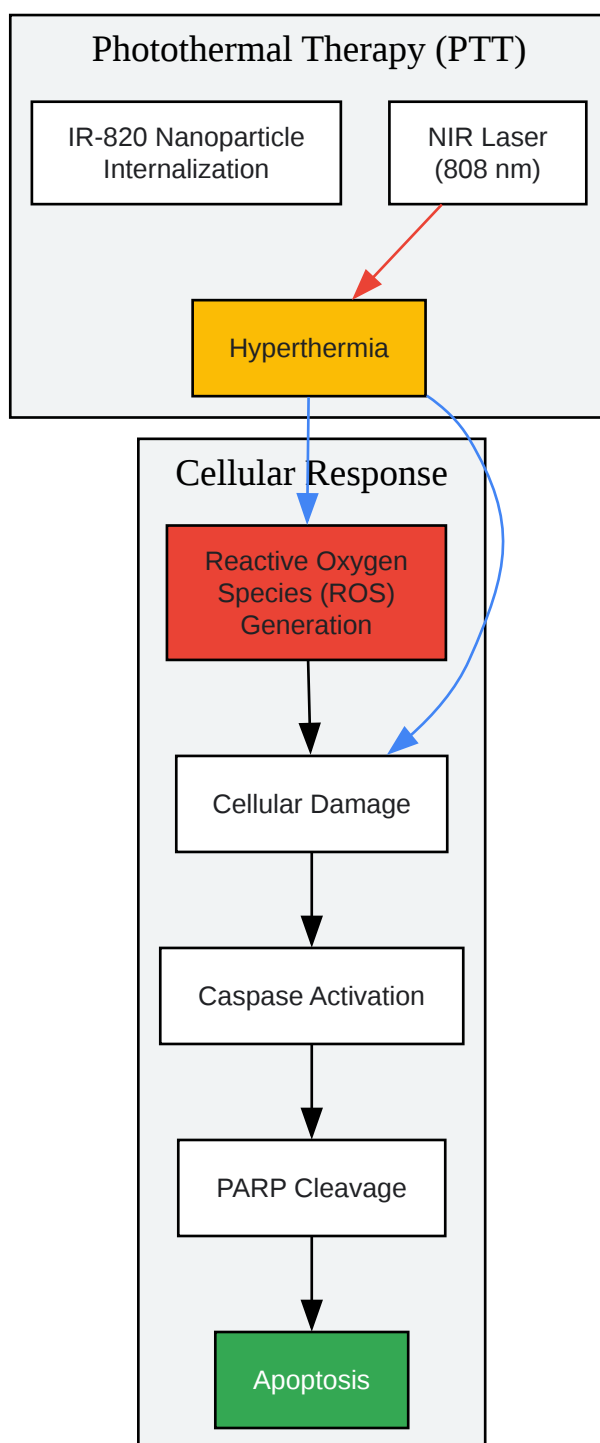 Photothermal Therapy (PTT)
IR-820 Nanoparticle
Internalization
NIR Laser
(808 nm)
Hyperthermia
Cellular Response
Reactive Oxygen
Species (ROS)
Generation
Cellular Damage
Caspase Activation
PARP Cleavage
Apoptosis